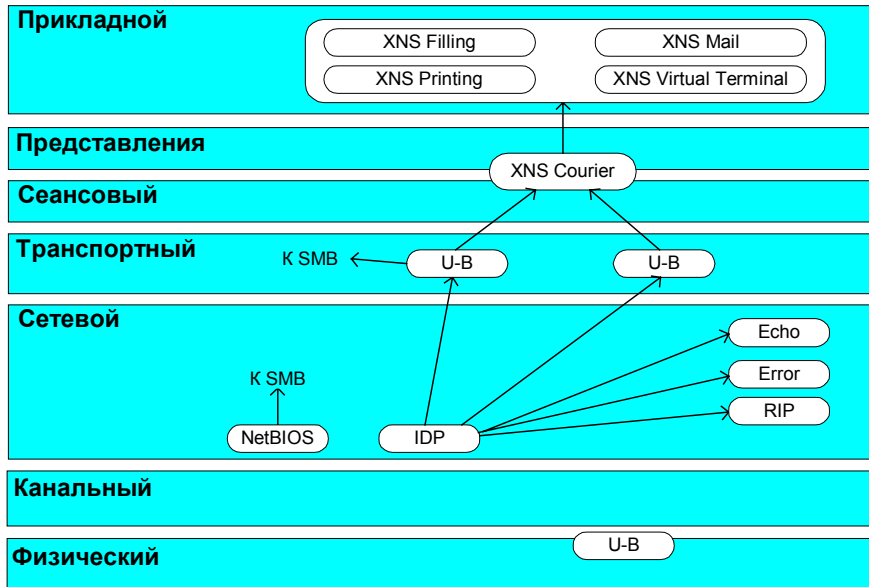 Прикладной
XNS Filling
XNS Mail
XNS Printing
XNS Virtual Terminal
Представления
XNS Courier
Сеансовый
Транспортный
К SMB
U-B
U-B
Сетевой
Echo
К SMB
Error
RIP
NetBIOS
IDP
Канальный
U-B
Физический